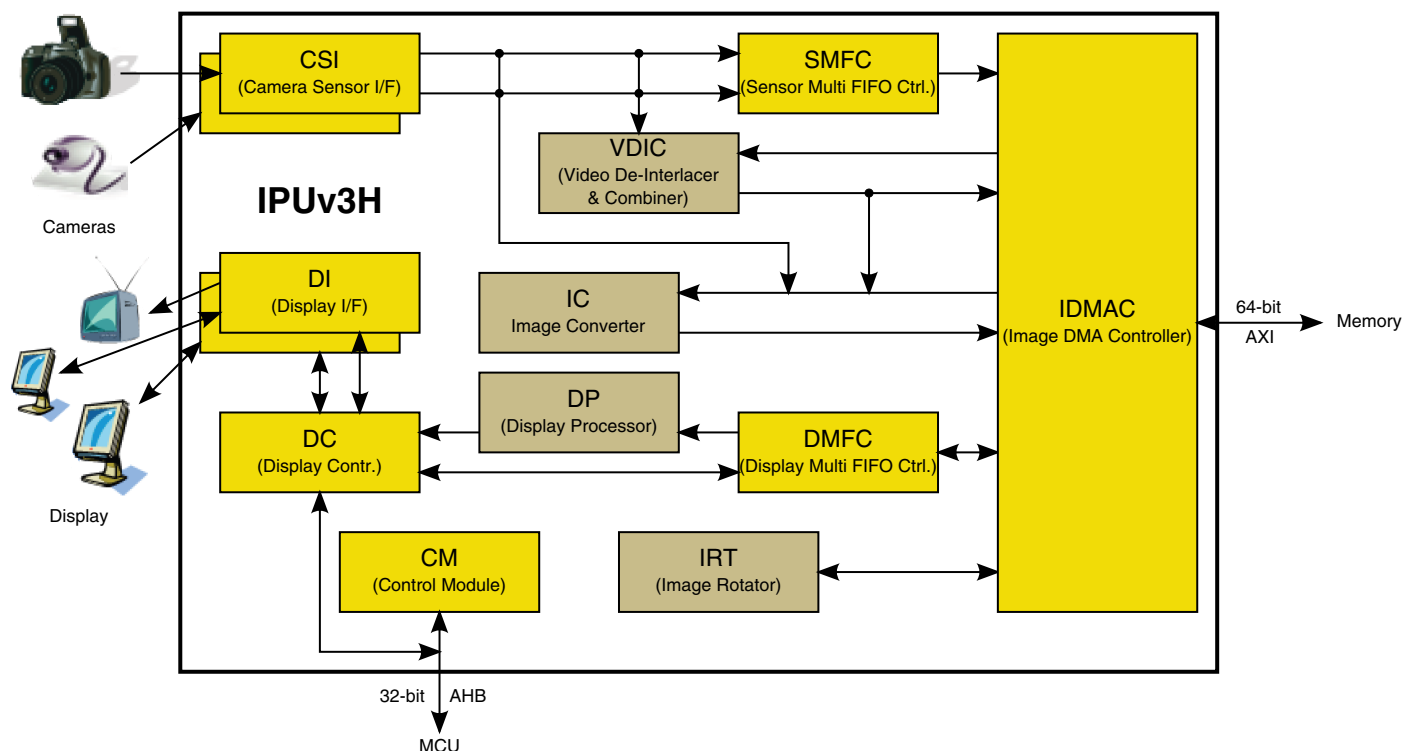 CSI
(Camera Sensor I/F)
SMFC
(Sensor Multi FIFO Ctrl.)
VDIC
(Video De-Interlacer
& Combiner)
IPUv3H
Cameras
DI
(Display I/F)
IC
Image Converter
IDMAC
(Image DMA Controller)
64-bit
AXI
Memory
DP
(Display Processor)
DC
(Display Contr.)
DMFC
(Display Multi FIFO Ctrl.)
Display
CM
(Control Module)
IRT
(Image Rotator)
32-bit
AHB
MCU